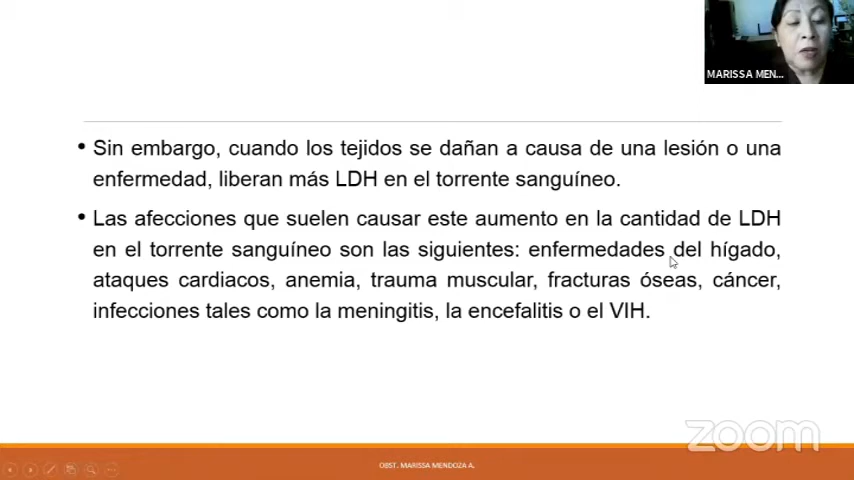 MARISSA MEN...
• Sin embargo, cuando los tejidos se dañan a causa de una lesión o una
enfermedad, liberan más LDH en el torrente sanguíneo.
• Las afecciones que suelen causar este aumento en la cantidad de LDH
en el torrente sanguíneo son las siguientes: enfermedades del hígado,
ataques cardiacos, anemia, trauma muscular, fracturas óseas, cáncer,
infecciones tales como la meningitis, la encefalitis o el VIH.
zoom
OBST. MARISSA MENDOZA A.